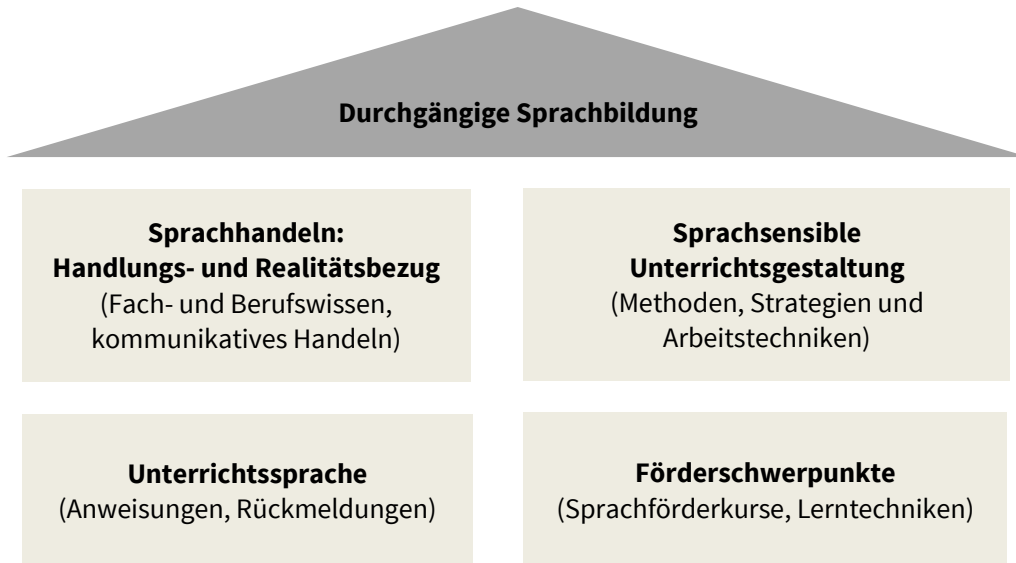 Durchgängige Sprachbildung
Sprachhandeln:
Handlungs- und Realitätsbezug
(Fach- und Berufswissen,
kommunikatives Handeln)
Sprachsensible
Unterrichtsgestaltung
(Methoden, Strategien und
Arbeitstechniken)
Unterrichtssprache
(Anweisungen, Rückmeldungen)
Förderschwerpunkte
(Sprachförderkurse, Lerntechniken)